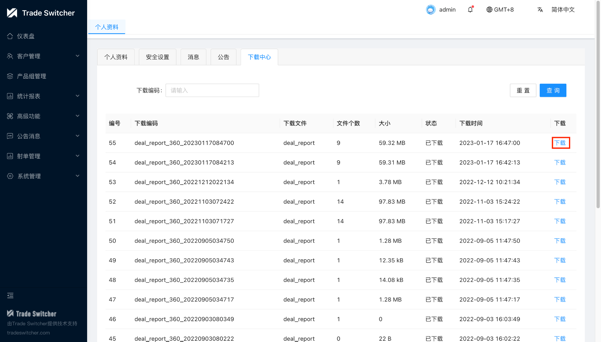 Trade Switcher
admin
GMT+8
简体中文
个人资料
仪表盘
客户管理
产品组管理
统计报表
高级功能
公告消息
射单管理
系统管理
个人资料 安全设置 消息 公告 下载中心
下载编码: 请输入 重 置 查 询
编号 下载编码 下载文件 文件个数 大小 状态 下载时间 下载
55 deal_report_360_20230117084700 deal_report 9 59.32 MB 已下载 2023-01-17 16:47:00 下载
54 deal_report_360_20230117084213 deal_report 9 59.31 MB 已下载 2023-01-17 16:42:13 下载
53 deal_report_360_20221212022134 deal_report 1 3.78 MB 已下载 2022-12-12 10:21:34 下载
52 deal_report_360_20221103072422 deal_report 14 97.83 MB 已下载 2022-11-03 15:24:22 下载
51 deal_report_360_20221103071727 deal_report 14 97.83 MB 已下载 2022-11-03 15:17:27 下载
50 deal_report_360_20220905034750 deal_report 1 1.28 MB 已下载 2022-09-05 11:47:50 下载
49 deal_report_360_20220905034743 deal_report 1 12.35 kB 已下载 2022-09-05 11:47:43 下载
48 deal_report_360_20220905034735 deal_report 1 14.08 kB 已下载 2022-09-05 11:47:35 下载
47 deal_report_360_20220905034717 deal_report 1 1.28 MB 已下载 2022-09-05 11:47:17 下载
46 deal_report_360_20220903080349 deal_report 1 0 已下载 2022-09-03 16:03:49 下载
45 deal_report_360_20220903080222 deal_report 0 22 B 已下载 2022-09-03 16:02:22 下载
Trade Switcher
由Trade Switcher提供技术支持
tradeswitcher.com